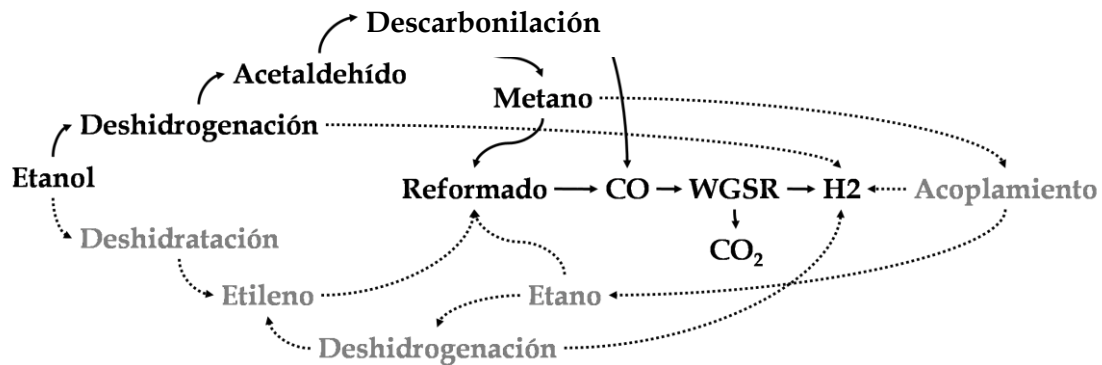 Descarbonilación
Acetaldehído
Metano
Deshidrogenación
Etanol
Reformado CO WGSR H2 Acoplamiento
Deshidratación
CO₂
Etileno
Etano
Deshidrogenación